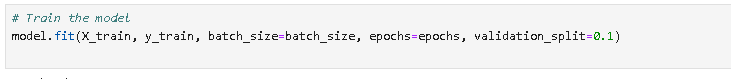 # Train the model
model.fit(X_train, y_train, batch_size=batch_size, epochs=epochs, validation_split=0.1)